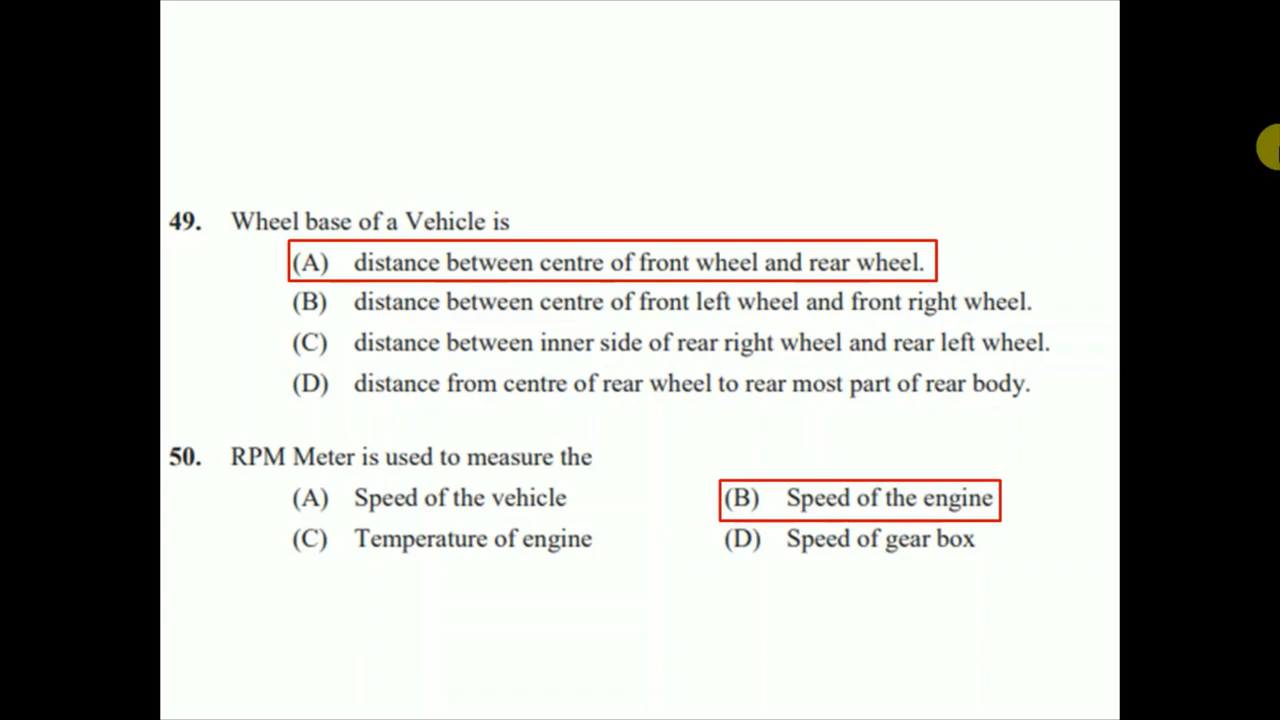 49. Wheel base of a Vehicle is
(A) distance between centre of front wheel and rear wheel.
(B) distance between centre of front left wheel and front right wheel.
(C) distance between inner side of rear right wheel and rear left wheel.
(D) distance from centre of rear wheel to rear most part of rear body.
50. RPM Meter is used to measure the
(A) Speed of the vehicle (B) Speed of the engine
(C) Temperature of engine (D) Speed of gear box